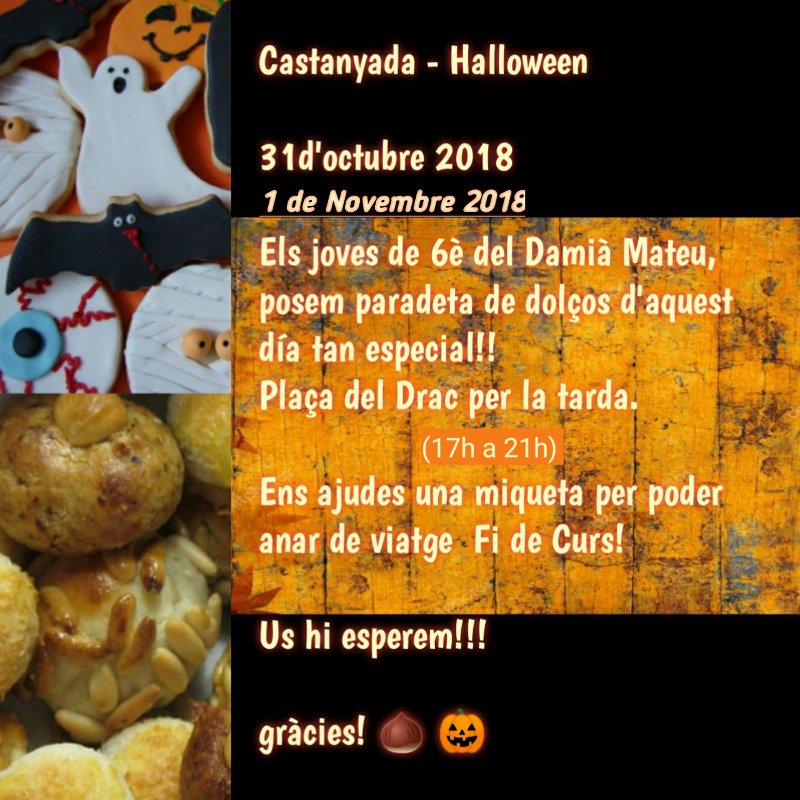 Castanyada - Halloween
31d'octubre 2018
1 de Novembre 2018
Els joves de 6è del Damià Mateu,
posem paradeta de dolços d'aquest
día tan especial!!
Plaça del Drac per la tarda.
(17h a 21h)
Ens ajudes una miqueta per poder
anar de viatge Fi de Curs!
Us hi esperem!!!
gràcies! 🌰 🎃